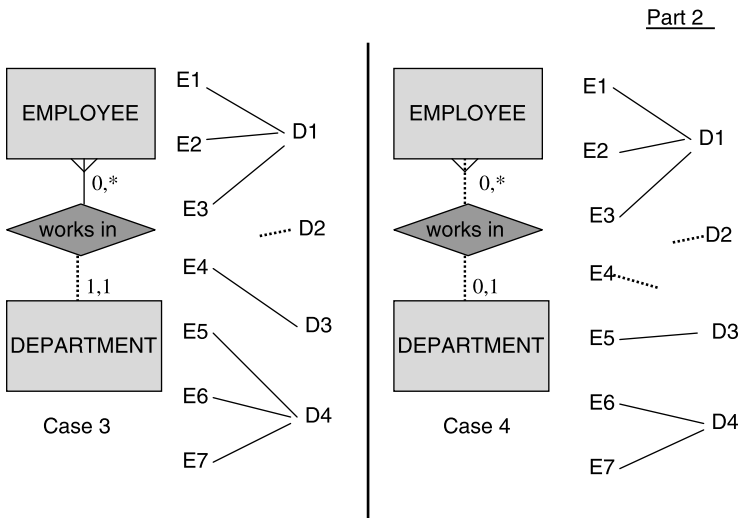 Part 2
EMPLOYEE
0,*
works in
1,1
DEPARTMENT
Case 3
E1
E2
E3
E4
E5
E6
E7
D1
D2
D3
D4
EMPLOYEE
0,*
works in
0,1
DEPARTMENT
Case 4
E1
E2
E3
E4
E5
E6
E7
D1
D2
D3
D4